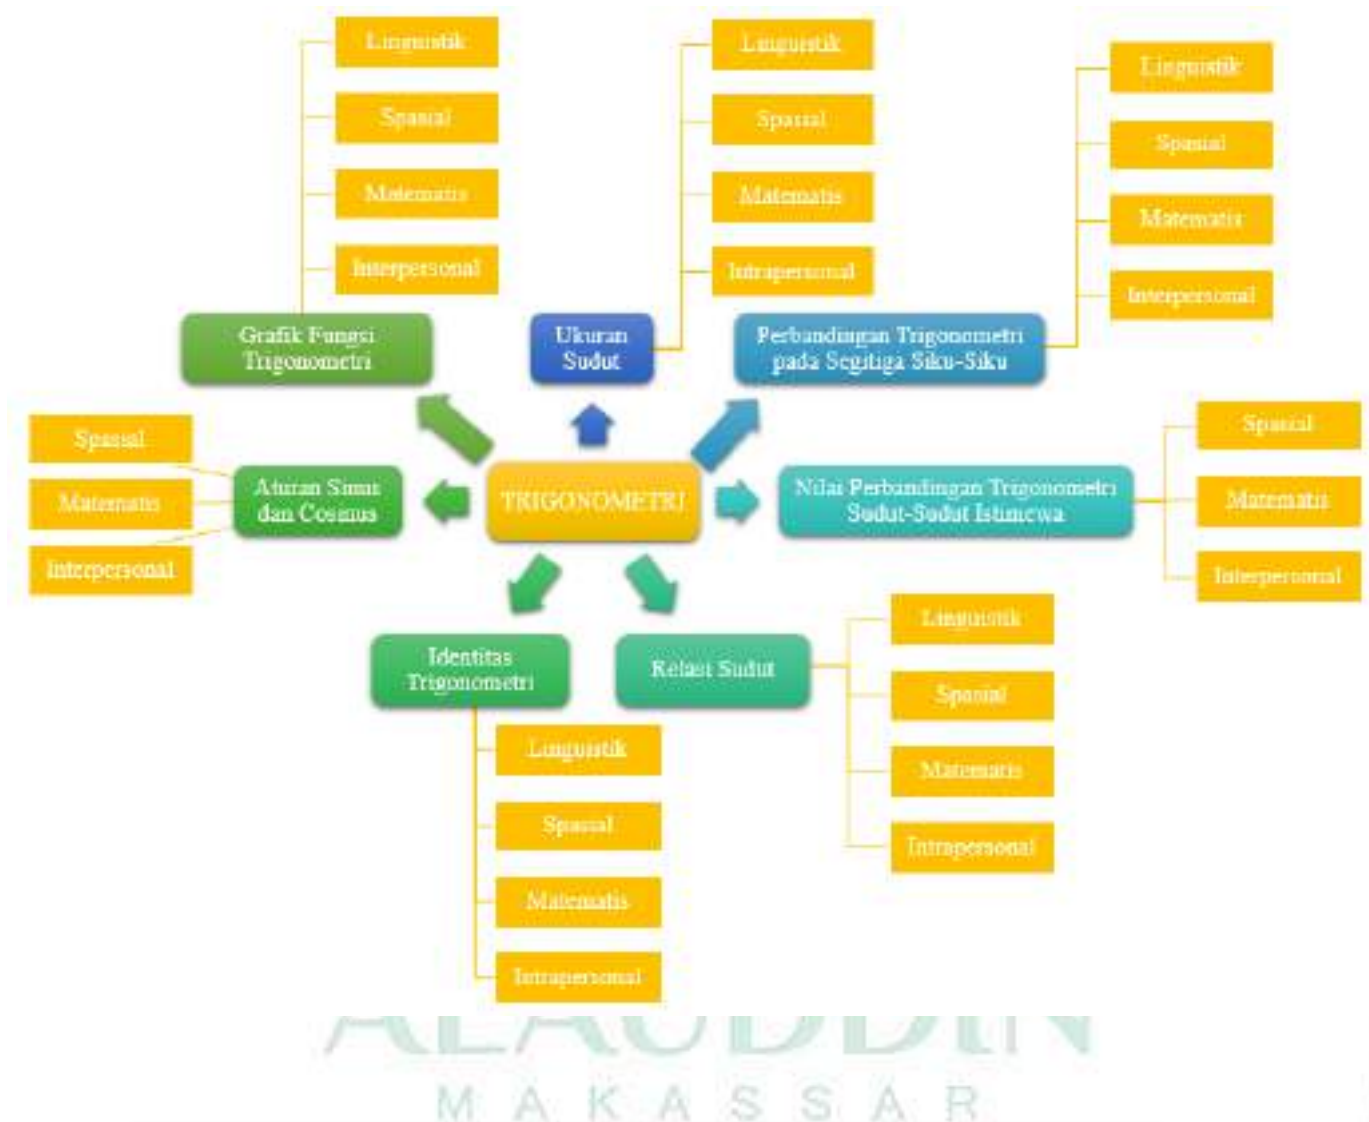 Linguistik
Spasial
Matematis
Interpersonal
Grafik Fungsi
Trigonometri
Linguistik
Spasial
Matematis
Intrapersonal
Ukuran
Sudut
Linguistik
Spasial
Matematis
Interpersonal
Perbandingan Trigonometri
pada Segitiga Siku-Siku
Spasial
Matematis
Interpersonal
Aturan Sinus
dan Cosinus
TRIGONOMETRI
Nilai Perbandingan Trigonometri
Sudut-Sudut Istimewa
Spasial
Matematis
Interpersonal
Identitas
Trigonometri
Linguistik
Spasial
Matematis
Intrapersonal
Relasi Sudut
Linguistik
Spasial
Matematis
Intrapersonal
ALAUDDIN
MAKASSAR